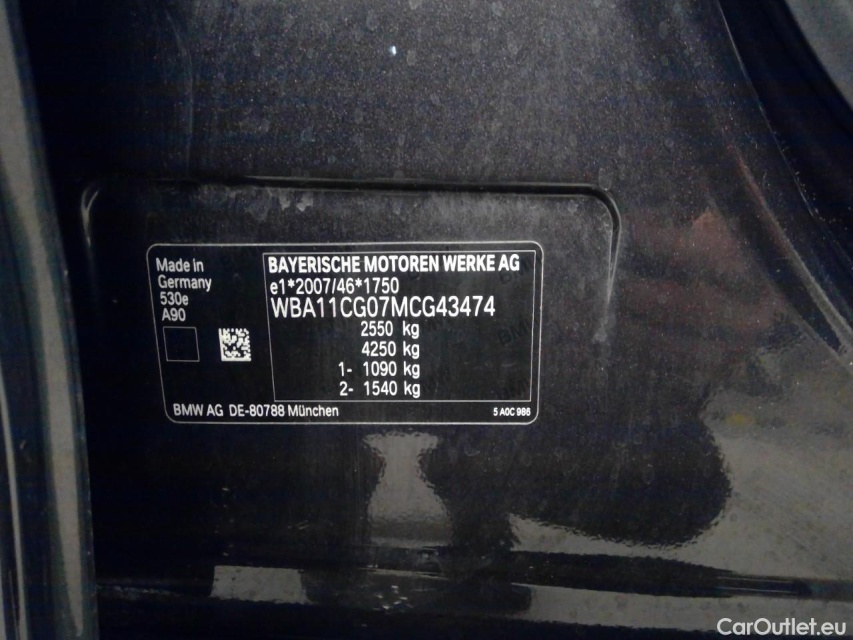 Made in
Germany
530e
A90
BAYERISCHE MOTOREN WERKE AG
e1*2007/46*1750
WBA11CG07MCG43474
2550 kg
4250 kg
1- 1090 kg
2- 1540 kg
BMW AG DE-80788 München
5 A0C 986
CarOutlet.eu